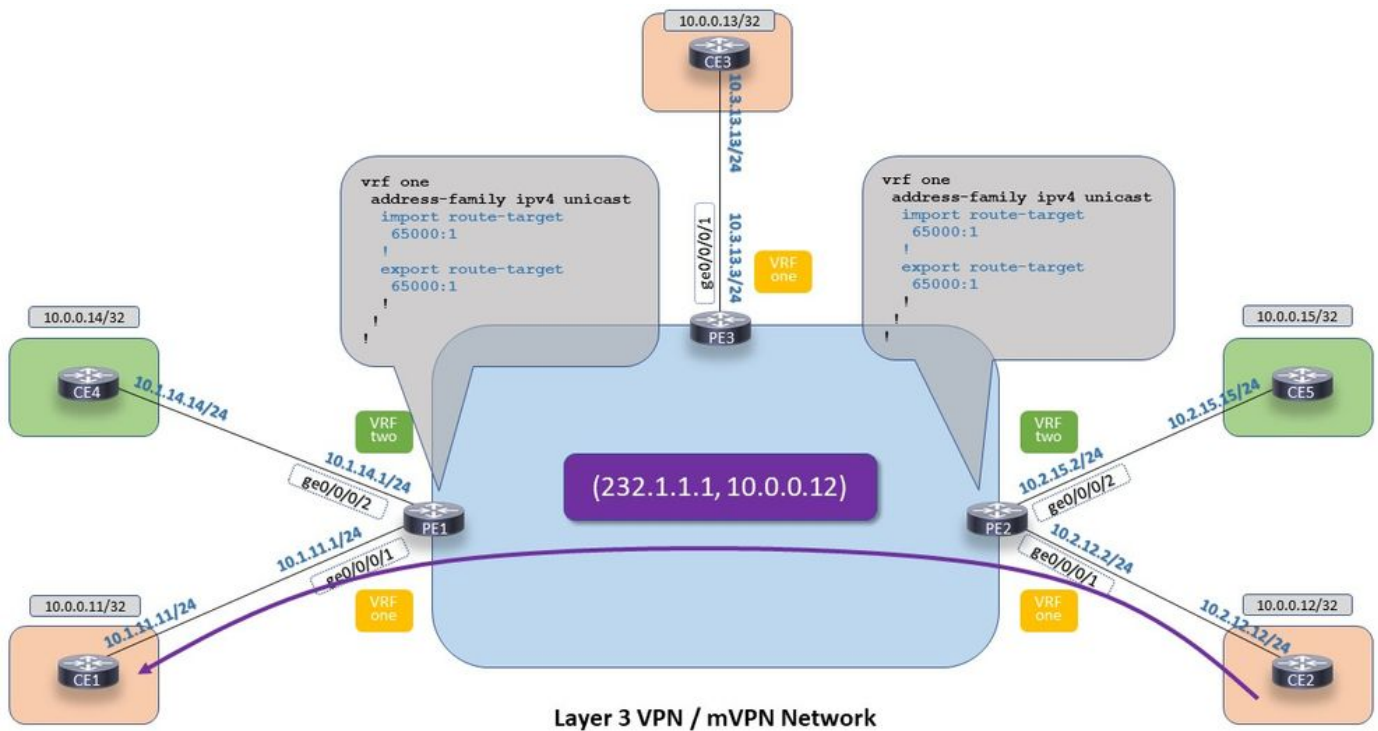 10.0.0.13/32
CE3
10.3.13.13/24
vrf one
address-family ipv4 unicast
import route-target
65000:1
!
export route-target
65000:1
!
!
!
vrf one
address-family ipv4 unicast
import route-target
65000:1
!
export route-target
65000:1
!
!
!
ge0/0/0/1
10.3.13.3/24
VRF
one
PE3
10.0.0.14/32
CE4
10.1.14.14/24
VRF
two
10.1.14.1/24
ge0/0/0/2
10.0.0.15/32
CE5
10.2.15.15/24
VRF
two
10.2.15.2/24
ge0/0/0/2
(232.1.1.1, 10.0.0.12)
PE1
PE2
10.1.11.1/24
ge0/0/0/1
10.2.12.2/24
ge0/0/0/1
VRF
one
VRF
one
10.0.0.11/32
10.1.11.11/24
CE1
10.0.0.12/32
10.2.12.12/24
CE2
Layer 3 VPN / mVPN Network